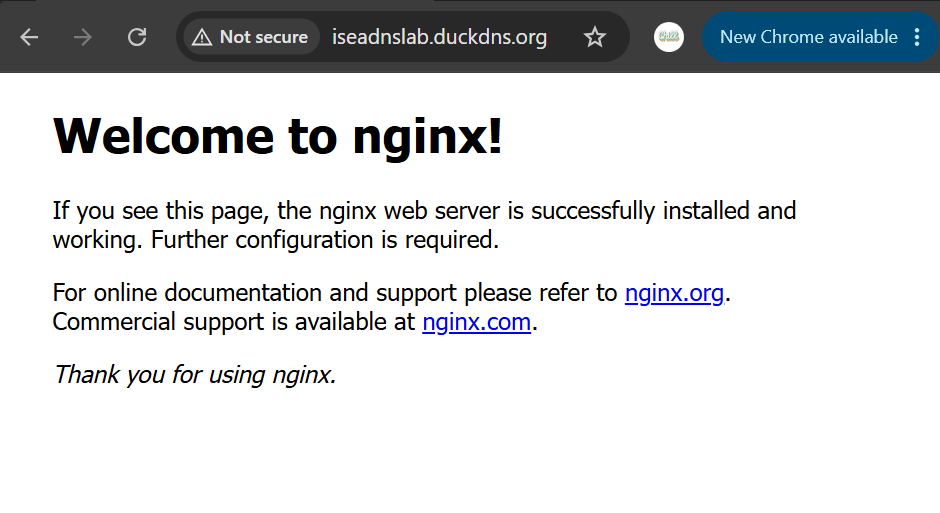 Not secure iseadnslab.duckdns.org New Chrome available
Welcome to nginx!
If you see this page, the nginx web server is successfully installed and
working. Further configuration is required.
For online documentation and support please refer to nginx.org.
Commercial support is available at nginx.com.
Thank you for using nginx.